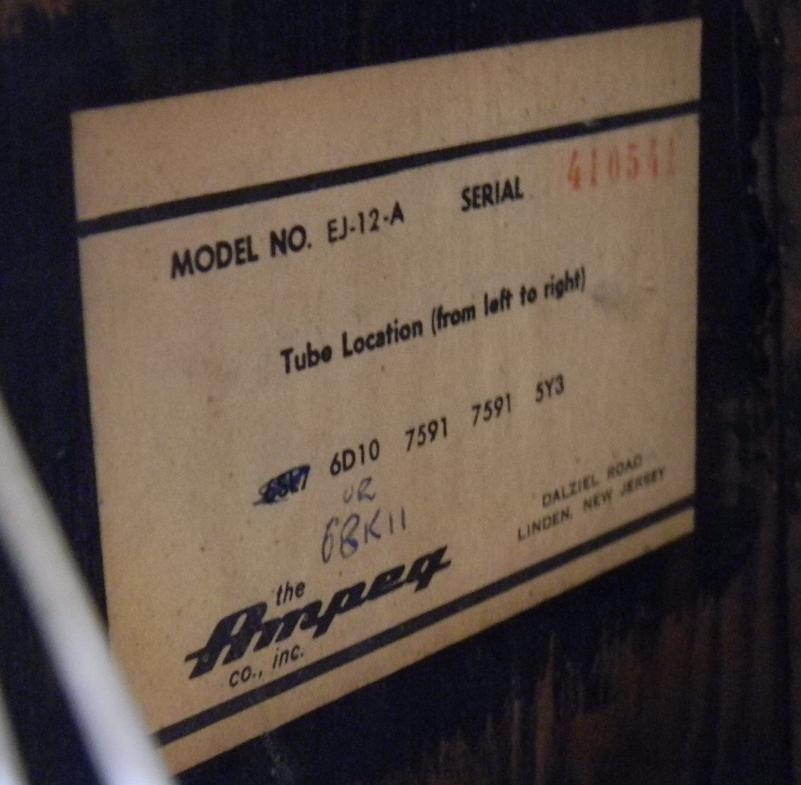 MODEL NO. EJ-12-A SERIAL 410541
Tube Location (from left to right)
6D10 7591 7591 5Y3
OR
6BK11
DALZIEL ROAD
LINDEN, NEW JERSEY
the
Ampeg
co., inc.